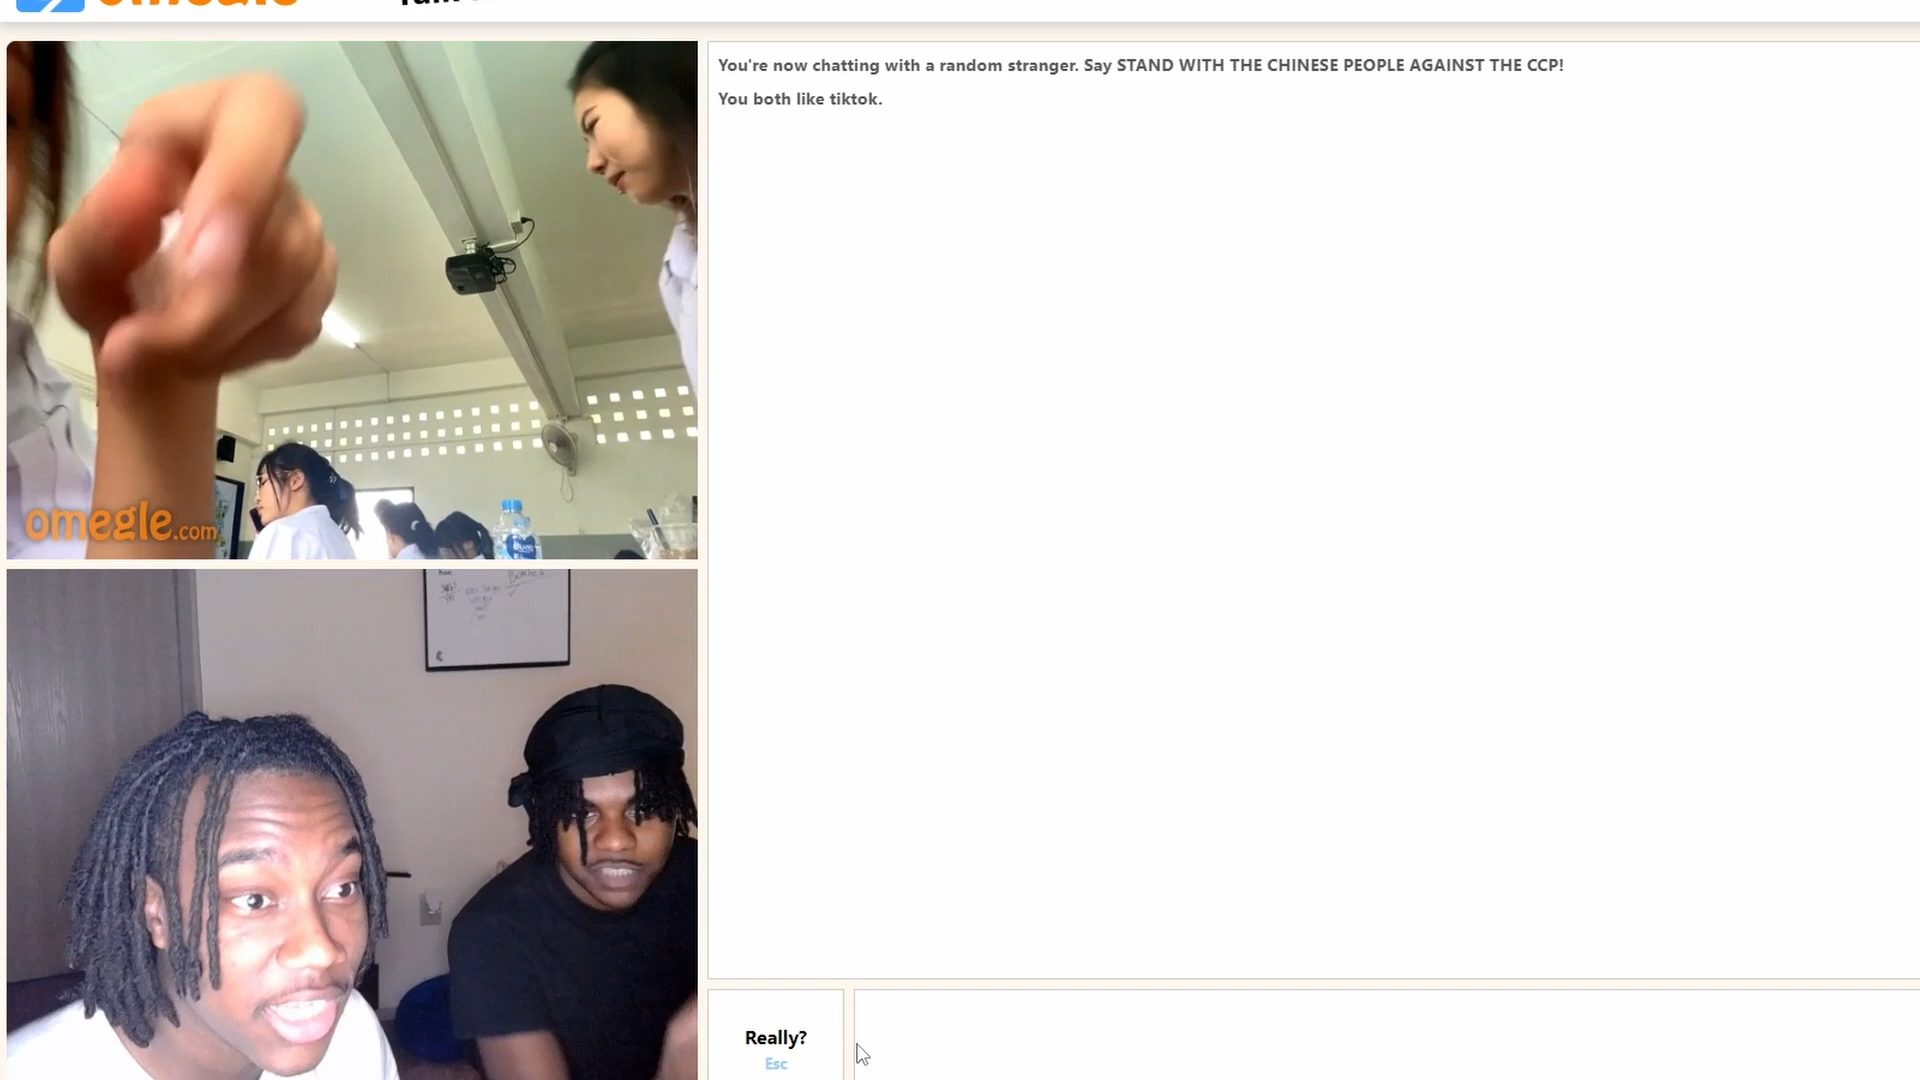 You're now chatting with a random stranger. Say STAND WITH THE CHINESE PEOPLE AGAINST THE CCP!
You both like tiktok.
omegle.com
Really?
Esc